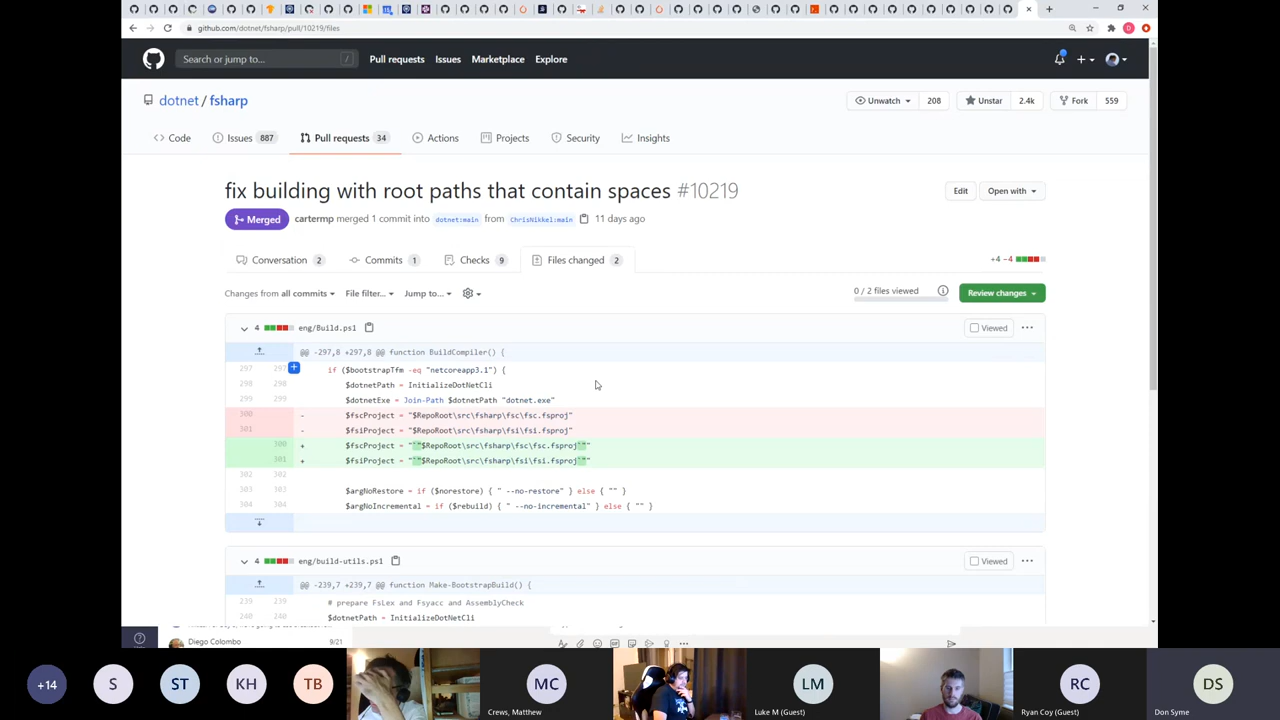 github.com/dotnet/fsharp/pull/10219/files
Search or jump to...
/
Pull requests
Issues
Marketplace
Explore
dotnet / fsharp
Unwatch
208
Unstar
2.4k
Fork
559
Code
Issues 887
Pull requests 34
Actions
Projects
Security
Insights
fix building with root paths that contain spaces #10219
Edit
Open with
Merged
cartermp merged 1 commit into dotnet:main from ChrisNikkel:main 11 days ago
Conversation 2
Commits 1
Checks 9
Files changed 2
+4 −4
Changes from all commits
File filter...
Jump to...
0 / 2 files viewed
Review changes
4 eng/Build.ps1
Viewed
@@ -297,8 +297,8 @@ function BuildCompiler() {
297 297 if ($bootstrapTfm -eq "netcoreapp3.1") {
298 298 $dotnetPath = InitializeDotNetCli
299 299 $dotnetExe = Join-Path $dotnetPath "dotnet.exe"
300 - $fscProject = "$RepoRoot\src\fsharp\fsc\fsc.fsproj"
301 - $fsiProject = "$RepoRoot\src\fsharp\fsi\fsi.fsproj"
300 + $fscProject = "`"$RepoRoot\src\fsharp\fsc\fsc.fsproj`""
301 + $fsiProject = "`"$RepoRoot\src\fsharp\fsi\fsi.fsproj`""
302 302
303 303 $argNoRestore = if ($norestore) { " --no-restore" } else { "" }
304 304 $argNoIncremental = if ($rebuild) { " --no-incremental" } else { "" }
4 eng/build-utils.ps1
Viewed
@@ -239,7 +239,7 @@ function Make-BootstrapBuild() {
239 239 # prepare FsLex and Fsyacc and AssemblyCheck
240 240 $dotnetPath = InitializeDotNetCli
Diego Colombo
9/21
+14
S
ST
KH
TB
MC
Crews, Matthew
LM
Luke M (Guest)
RC
Ryan Coy (Guest)
DS
Don Syme